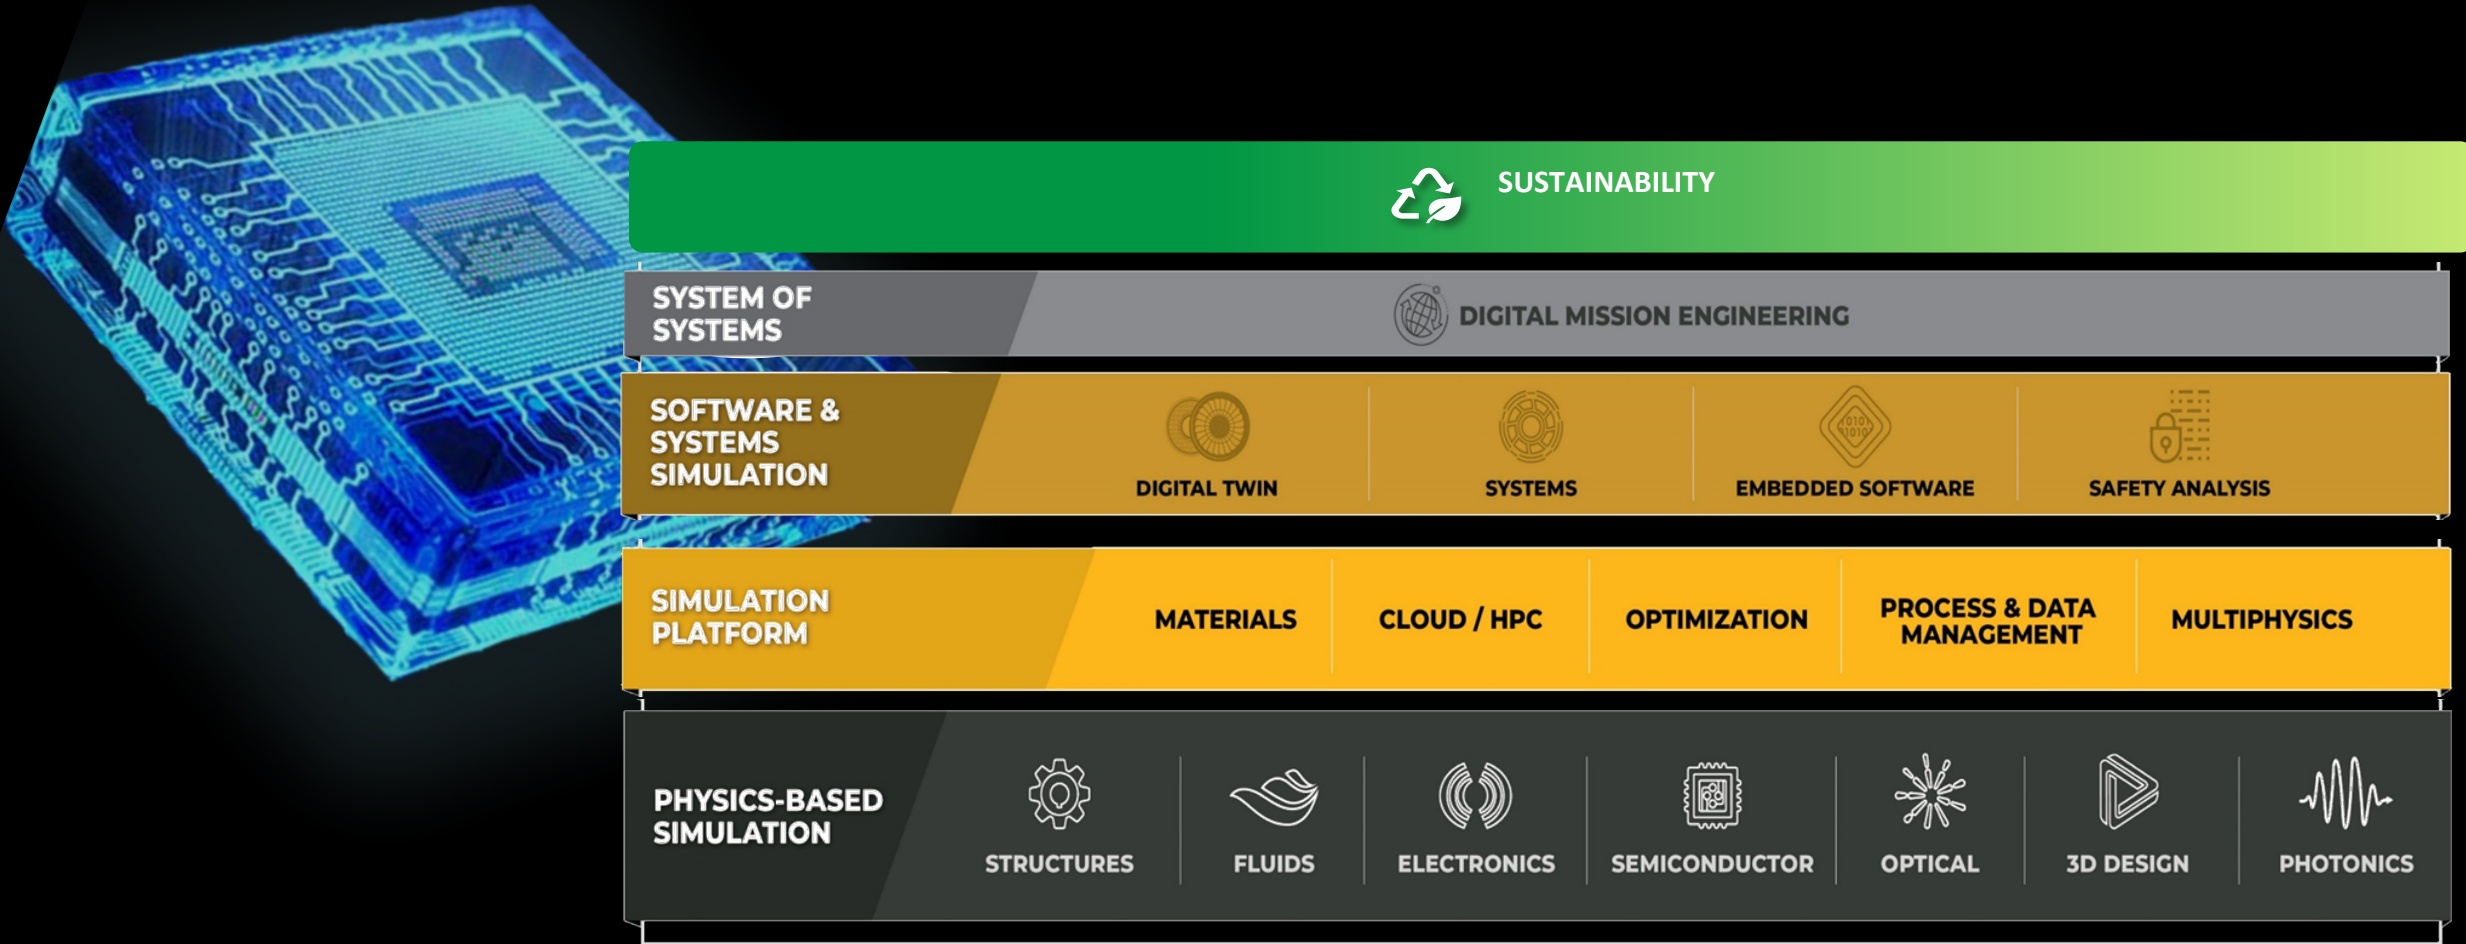 SUSTAINABILITY
SYSTEM OF
SYSTEMS
DIGITAL MISSION ENGINEERING
SOFTWARE &
SYSTEMS
SIMULATION
DIGITAL TWIN
SYSTEMS
EMBEDDED SOFTWARE
SAFETY ANALYSIS
SIMULATION
PLATFORM
MATERIALS
CLOUD / HPC
OPTIMIZATION
PROCESS & DATA
MANAGEMENT
MULTIPHYSICS
PHYSICS-BASED
SIMULATION
STRUCTURES
FLUIDS
ELECTRONICS
SEMICONDUCTOR
OPTICAL
3D DESIGN
PHOTONICS